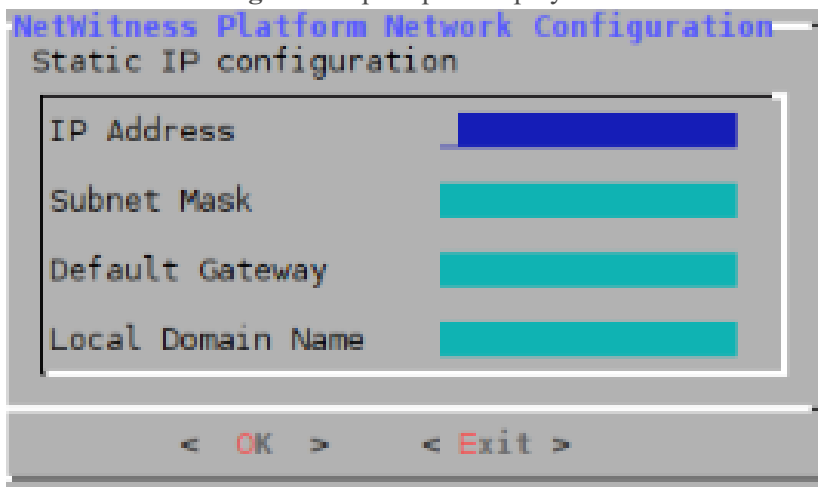 NetWitness Platform Network Configuration
Static IP configuration
IP Address
Subnet Mask
Default Gateway
Local Domain Name
< OK > < Exit >